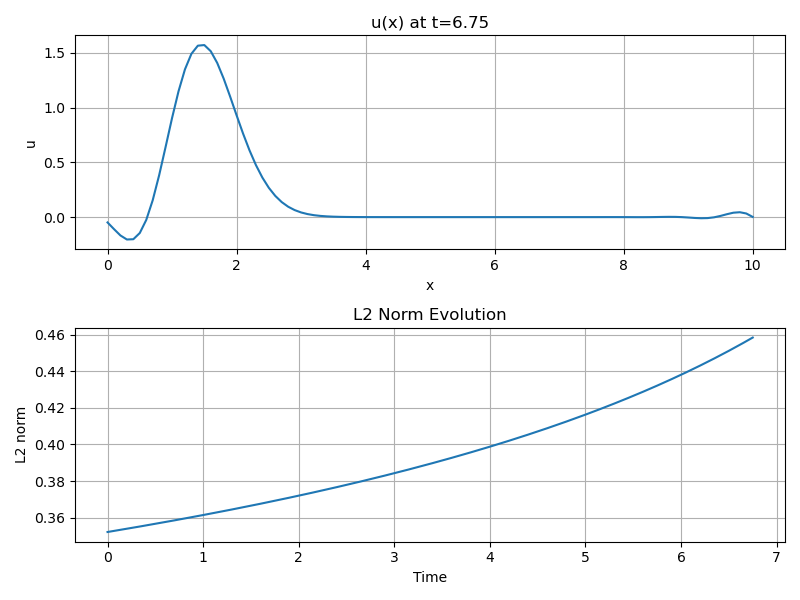 u(x) at t=6.75
1.5
1.0
0.5
0.0
u
0 2 4 6 8 10
x
L2 Norm Evolution
0.46
0.44
0.42
0.40
0.38
0.36
L2 norm
0 1 2 3 4 5 6 7
Time